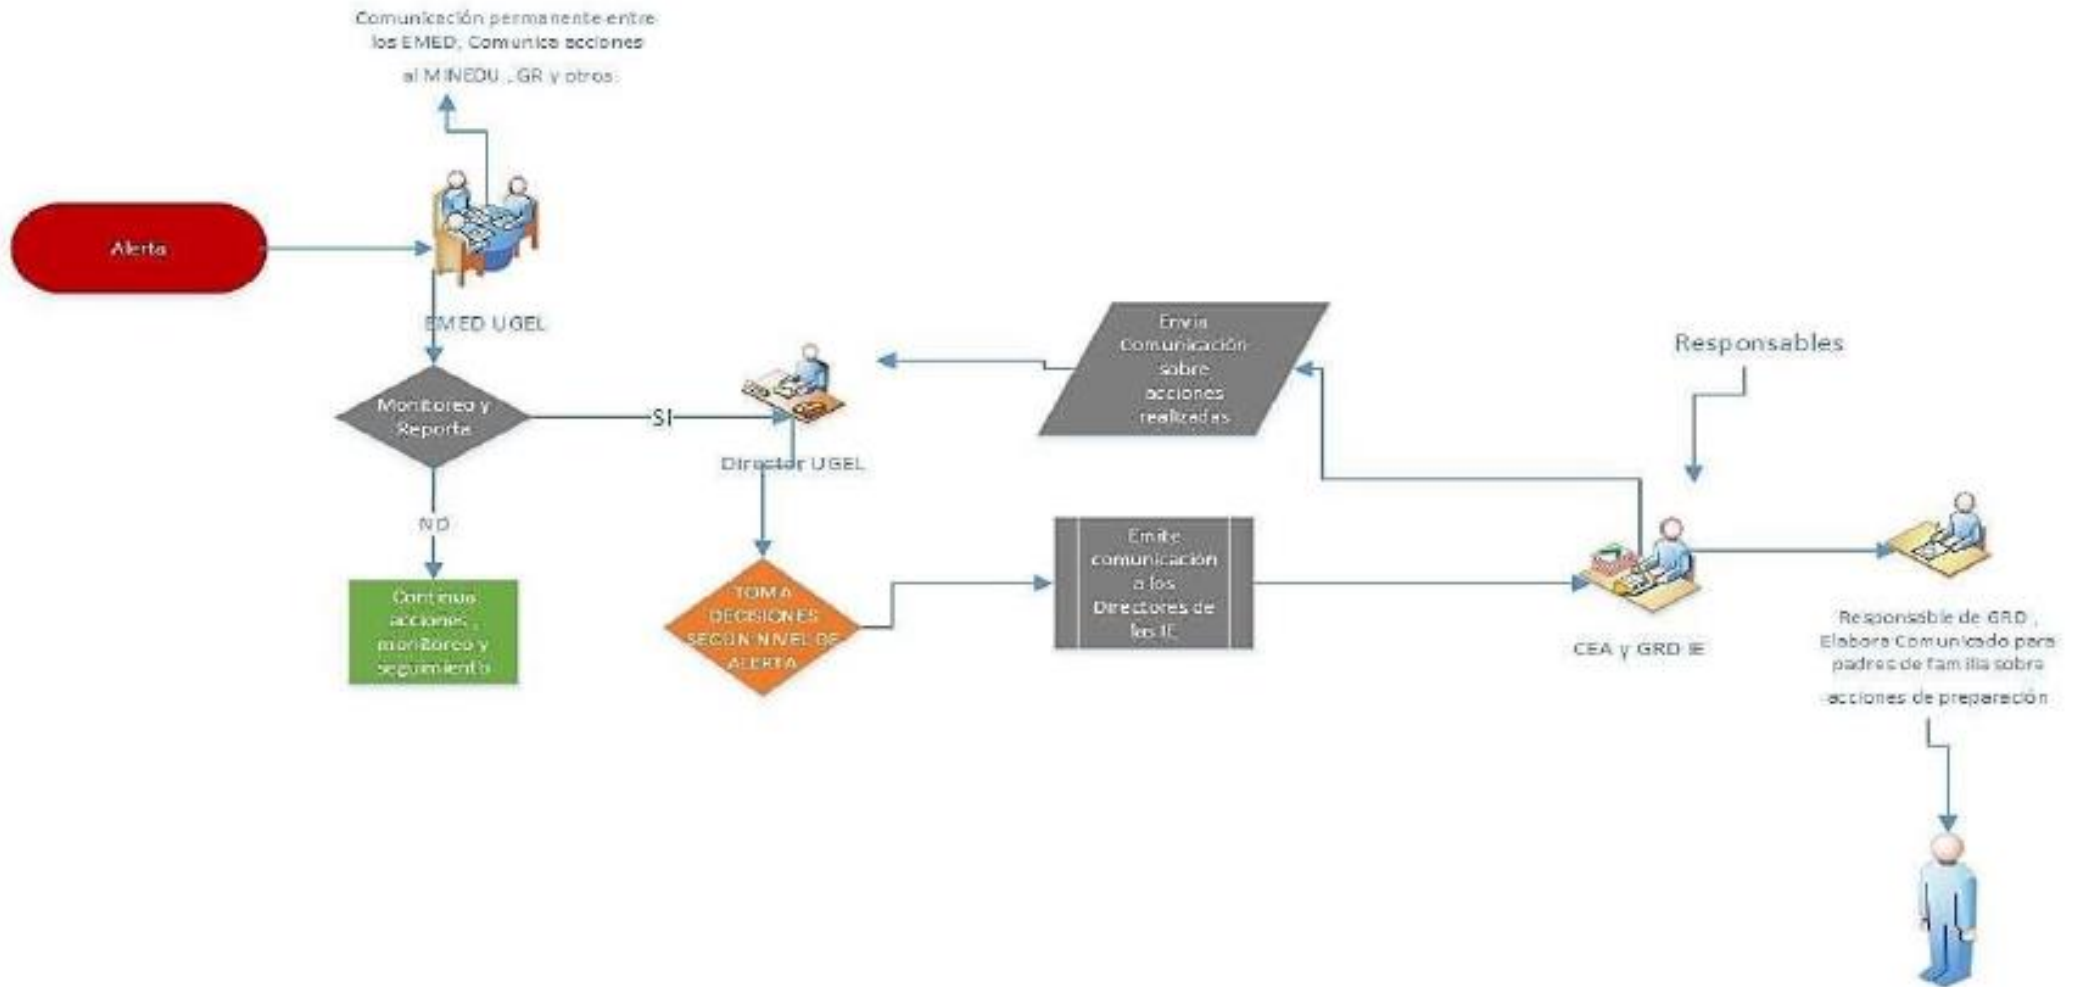 Comunicación permanente entre
los EMED, Comunica acciones
al MINEDU , GR y otros
Alerta
EMED UGEL
Monitoreo y
Reporta
SI
NO
Continua
acciones ,
monitoreo y
seguimiento
Director UGEL
TOMA
DECISIONES
SEGÚN NIVEL DE
ALERTA
Envía
Comunicación
sobre
acciones
realizadas
Emite
comunicación
a los
Directores de
las IE
Responsables
CEA y GRD IE
Responsable de GRD ,
Elabora Comunicado para
padres de familia sobre
acciones de preparación